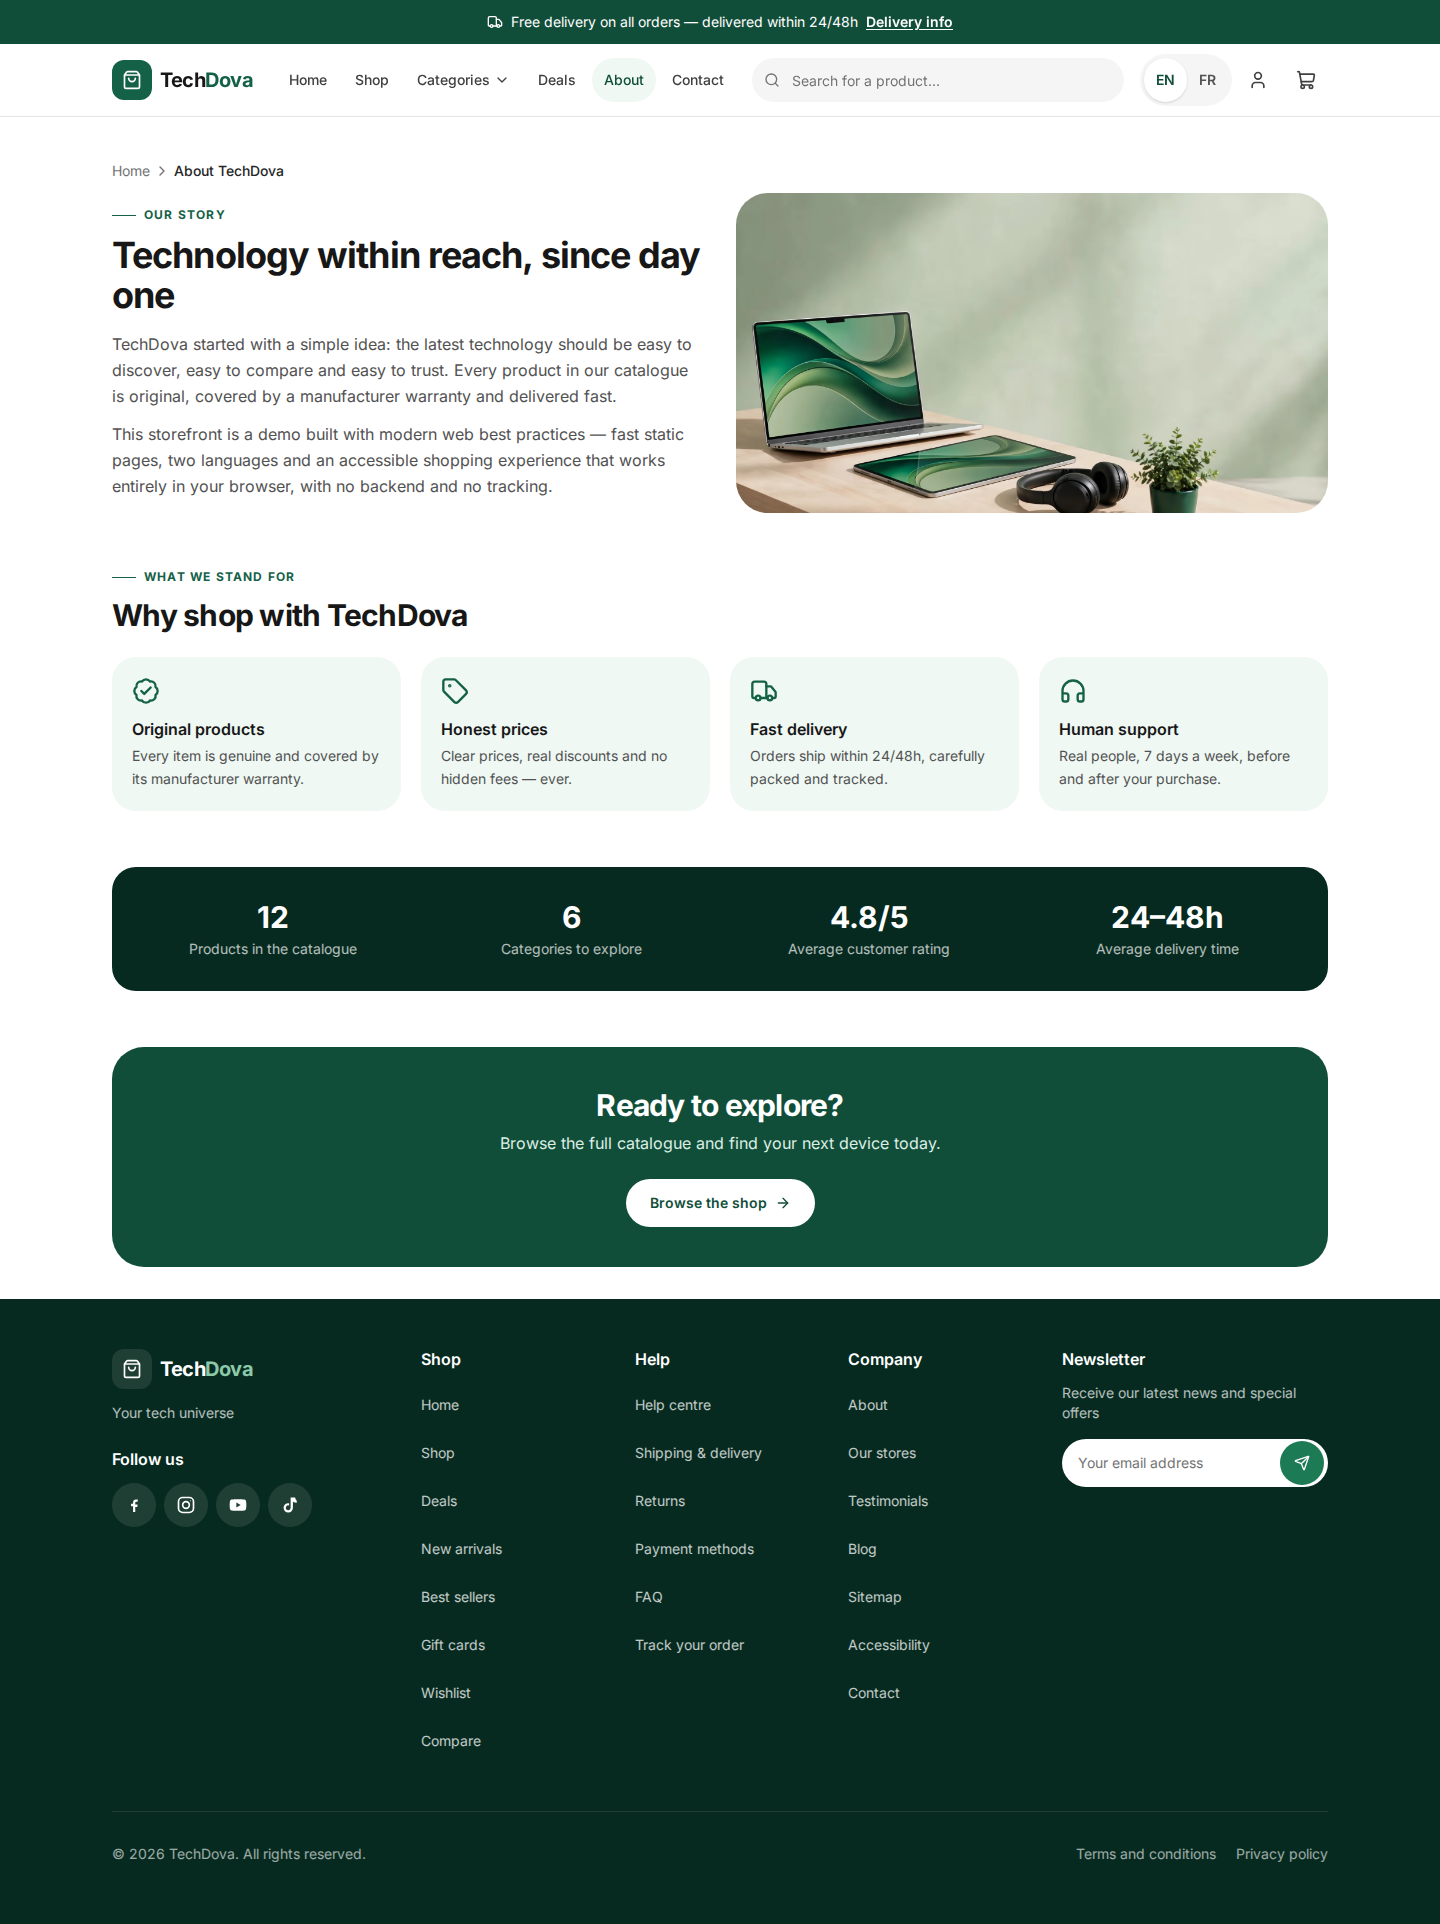 Free delivery on all orders — delivered within 24/48h Delivery info
TechDova
Home
Shop
Categories
Deals
About
Contact
Search for a product...
EN
FR
Home > About TechDova
OUR STORY
Technology within reach, since day
one
TechDova started with a simple idea: the latest technology should be easy to
discover, easy to compare and easy to trust. Every product in our catalogue
is original, covered by a manufacturer warranty and delivered fast.
This storefront is a demo built with modern web best practices — fast static
pages, two languages and an accessible shopping experience that works
entirely in your browser, with no backend and no tracking.
WHAT WE STAND FOR
Why shop with TechDova
Original products
Every item is genuine and covered by
its manufacturer warranty.
Honest prices
Clear prices, real discounts and no
hidden fees — ever.
Fast delivery
Orders ship within 24/48h, carefully
packed and tracked.
Human support
Real people, 7 days a week, before
and after your purchase.
12
Products in the catalogue
6
Categories to explore
4.8/5
Average customer rating
24–48h
Average delivery time
Ready to explore?
Browse the full catalogue and find your next device today.
Browse the shop
TechDova
Your tech universe
Follow us
Shop
Home
Shop
Deals
New arrivals
Best sellers
Gift cards
Wishlist
Compare
Help
Help centre
Shipping & delivery
Returns
Payment methods
FAQ
Track your order
Company
About
Our stores
Testimonials
Blog
Sitemap
Accessibility
Contact
Newsletter
Receive our latest news and special
offers
Your email address
© 2026 TechDova. All rights reserved.
Terms and conditions
Privacy policy